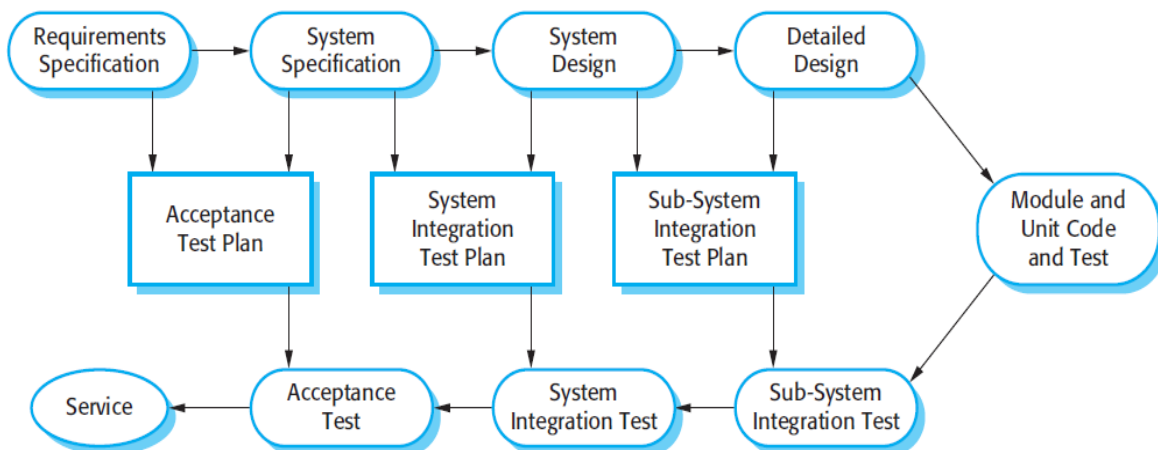 Requirements
Specification
System
Specification
System
Design
Detailed
Design
Acceptance
Test Plan
System
Integration
Test Plan
Sub-System
Integration
Test Plan
Module and
Unit Code
and Test
Service
Acceptance
Test
System
Integration Test
Sub-System
Integration Test